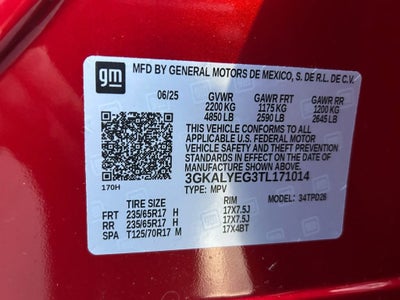 gm MFD BY GENERAL MOTORS DE MEXICO, S. DE R.L. DE C.V.
06/25 GVWR GAWR FRT GAWR RR
2200 KG 1175 KG 1200 KG
4850 LB 2590 LB 2645 LB
THIS VEHICLE CONFORMS TO ALL
APPLICABLE U.S. FEDERAL MOTOR
VEHICLE SAFETY STANDARDS IN EFFECT ON THE DATE OF
MANUFACTURE SHOWN ABOVE.
3GKALYEG3TL171014
170H TYPE: MPV MODEL: 34TPD26
TIRE SIZE RIM
FRT 235/65R17 H 17X7.5J
RR 235/65R17 H 17X7.5J
SPA T125/70R17 M 17X4BT